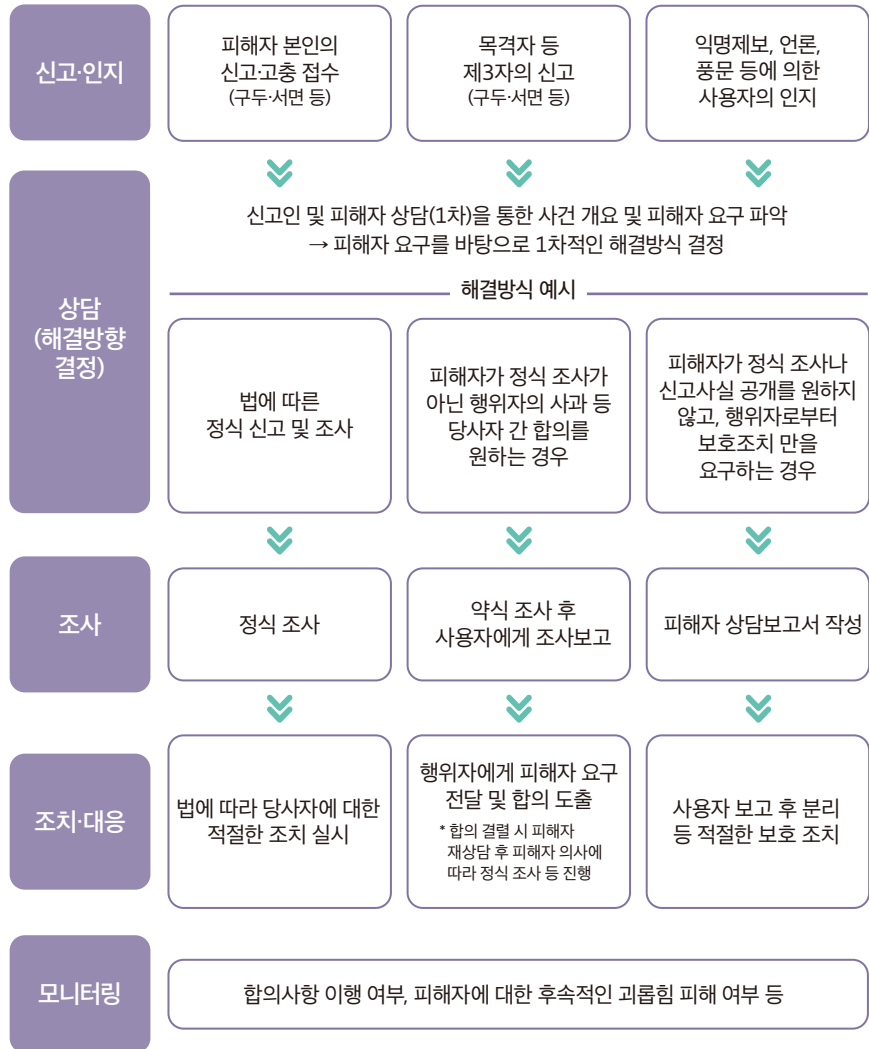 신고·인지
피해자 본인의
신고·고충 접수
(구두·서면 등)
목격자 등
제3자의 신고
(구두·서면 등)
익명제보, 언론,
풍문 등에 의한
사용자의 인지
상담
(해결방향
결정)
신고인 및 피해자 상담(1차)을 통한 사건 개요 및 피해자 요구 파악
→ 피해자 요구를 바탕으로 1차적인 해결방식 결정
해결방식 예시
법에 따른
정식 신고 및 조사
피해자가 정식 조사가
아닌 행위자의 사과 등
당사자 간 합의를
원하는 경우
피해자가 정식 조사나
신고사실 공개를 원하지
않고, 행위자로부터
보호조치 만을
요구하는 경우
조사
정식 조사
약식 조사 후
사용자에게 조사보고
피해자 상담보고서 작성
조치·대응
법에 따라 당사자에 대한
적절한 조치 실시
행위자에게 피해자 요구
전달 및 합의 도출
* 합의 결렬 시 피해자
재상담 후 피해자 의사에
따라 정식 조사 등 진행
사용자 보고 후 분리
등 적절한 보호 조치
모니터링
합의사항 이행 여부, 피해자에 대한 후속적인 괴롭힘 피해 여부 등